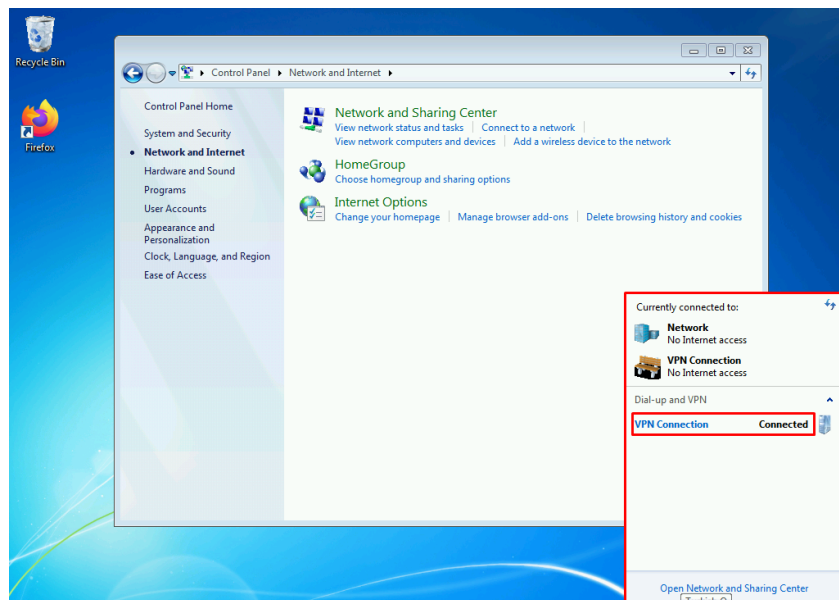 Recycle Bin
Firefox
Control Panel Network and Internet
Control Panel Home
System and Security
Network and Internet
Hardware and Sound
Programs
User Accounts
Appearance and
Personalization
Clock, Language, and Region
Ease of Access
Network and Sharing Center
View network status and tasks Connect to a network
View network computers and devices Add a wireless device to the network
HomeGroup
Choose homegroup and sharing options
Internet Options
Change your homepage Manage browser add-ons Delete browsing history and cookies
Currently connected to:
Network
No Internet access
VPN Connection
No Internet access
Dial-up and VPN
VPN Connection Connected
Open Network and Sharing Center